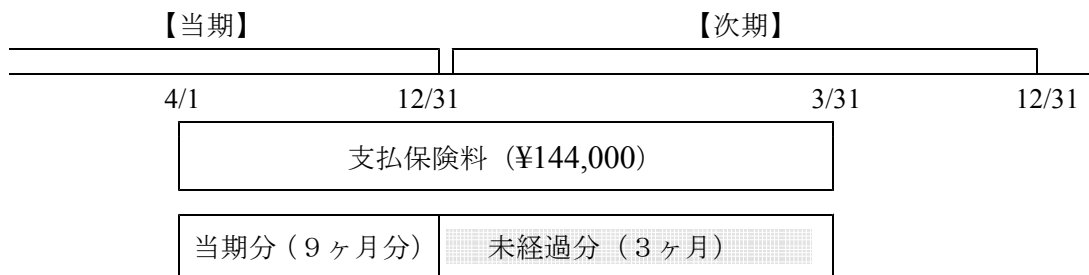 【当期】 【次期】
4/1 12/31 3/31 12/31
支払保険料（¥144,000）
当期分（９ヶ月分） 未経過分（３ヶ月）